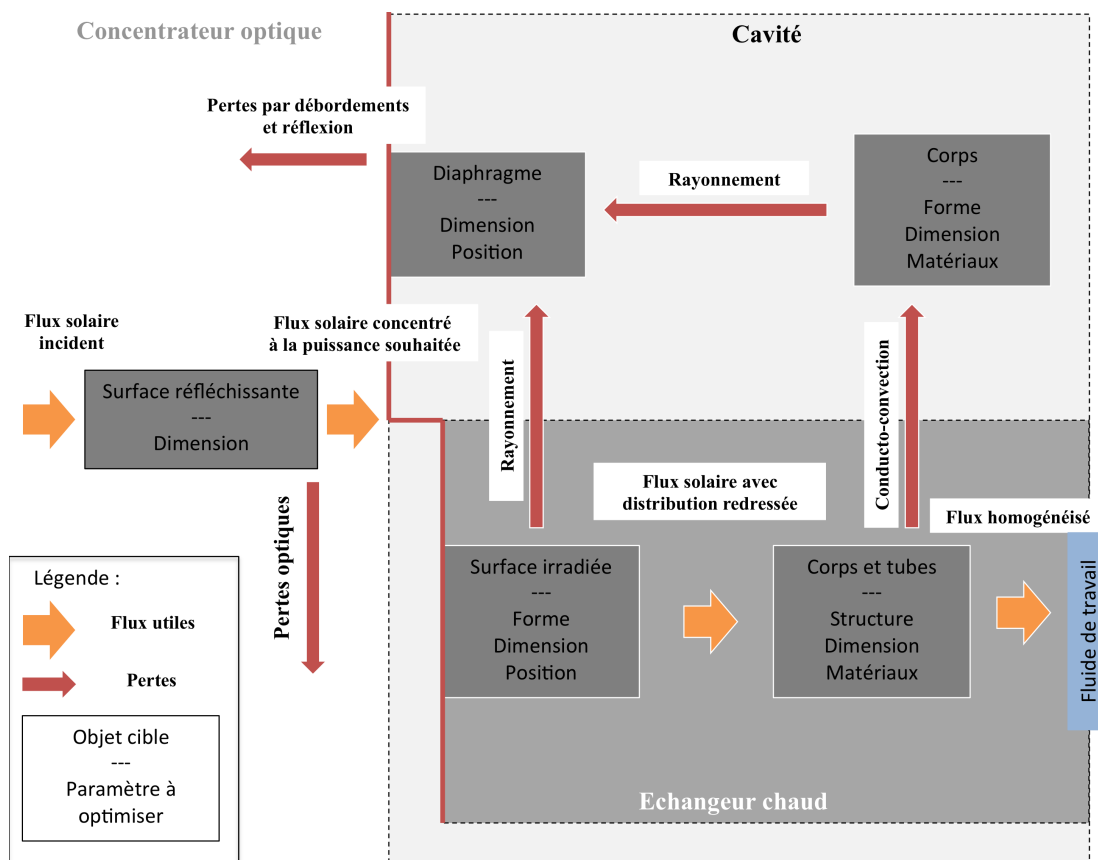 Concentrateur optique
Cavité
Pertes par débordements
et réflexion
Diaphragme
---
Dimension
Position
Rayonnement
Corps
---
Forme
Dimension
Matériaux
Flux solaire
incident
Flux solaire concentré
à la puissance souhaitée
Surface réfléchissante
---
Dimension
Rayonnement
Conducto-convection
Flux solaire avec
distribution redressée
Flux homogénéisé
Pertes optiques
Surface irradiée
---
Forme
Dimension
Position
Corps et tubes
---
Structure
Dimension
Matériaux
Fluide de travail
Echangeur chaud
Légende :
Flux utiles
Pertes
Objet cible
---
Paramètre à
optimiser